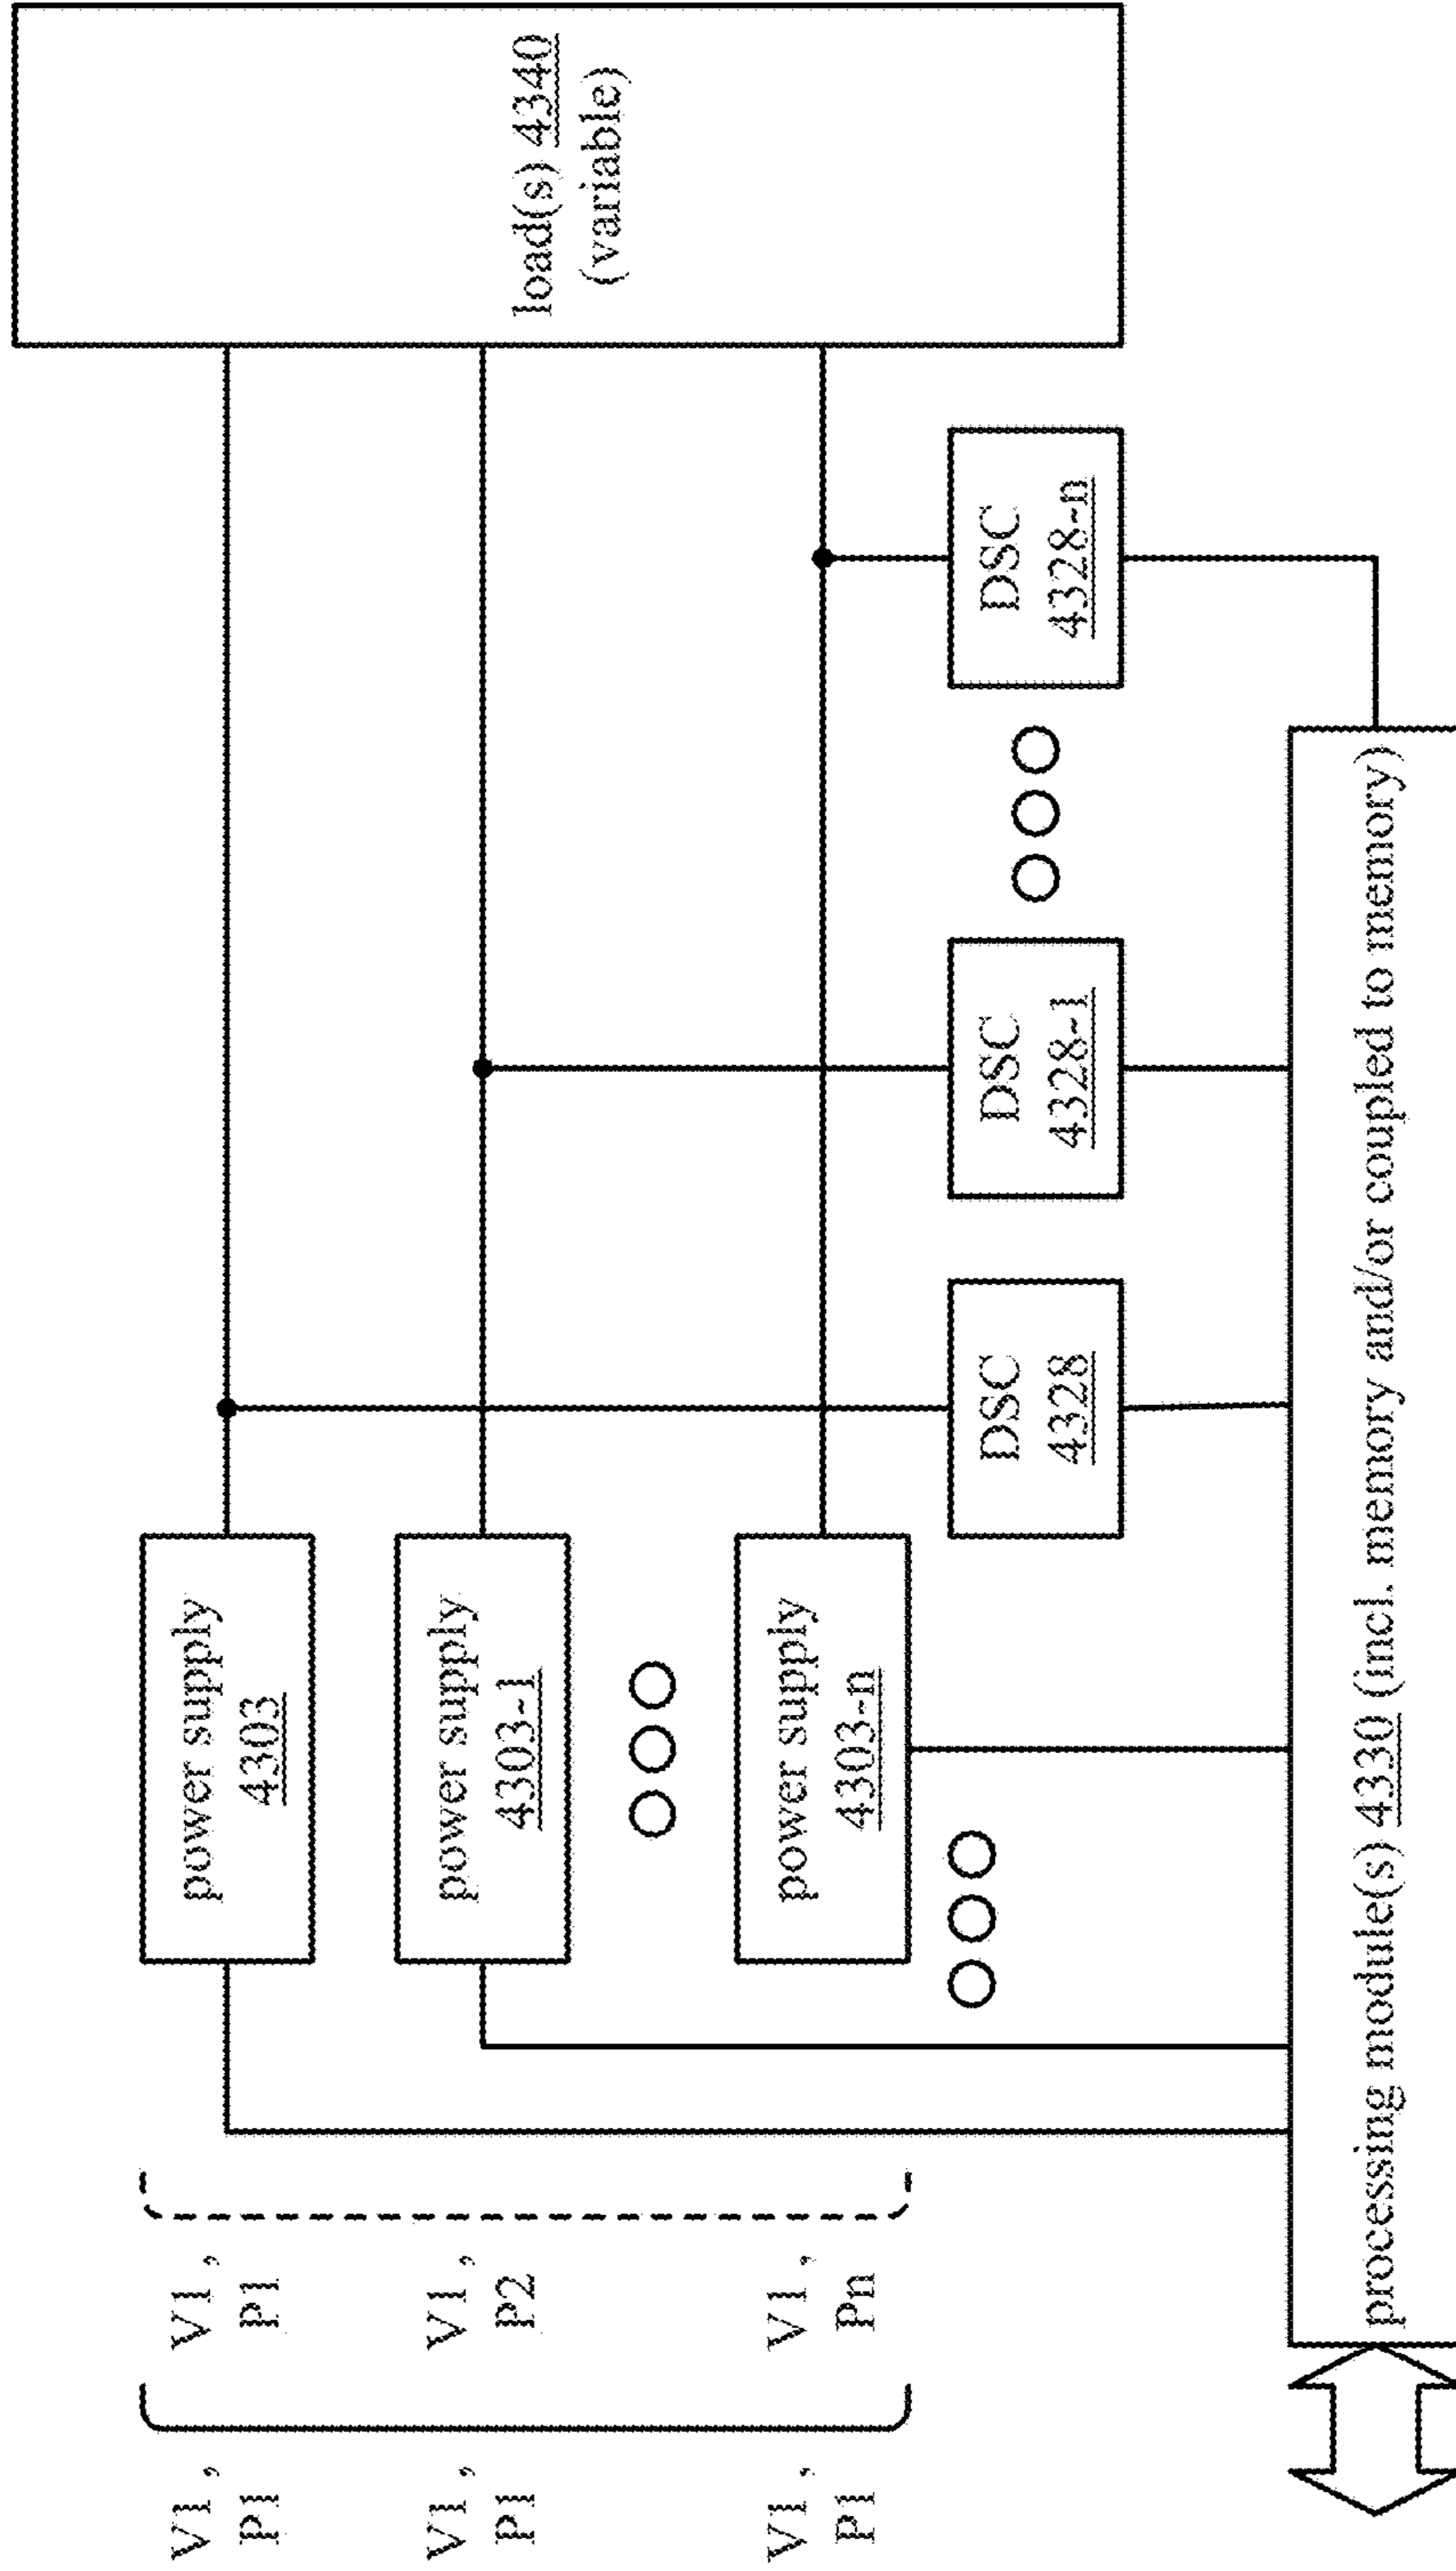 V1 ,
P1
V1 ,
P1
V1 ,
P1
V1 ,
P1
V1 ,
P2
V1 ,
Pn
power supply
4303
power supply
4303-1
power supply
4303-n
DSC
4328
DSC
4328-1
DSC
4328-n
load(s) 4340
(variable)
processing module(s) 4330 (incl. memory and/or coupled to memory)